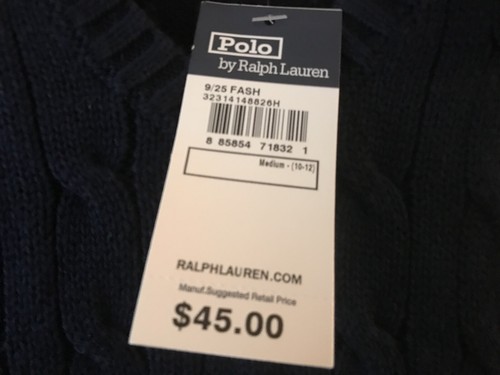 Polo
by Ralph Lauren
9/25 FASH
32314148826H
8 85854 71832 1
Medium - (10-12)
RALPHLAUREN.COM
Manuf.Suggested Retail Price
$45.00